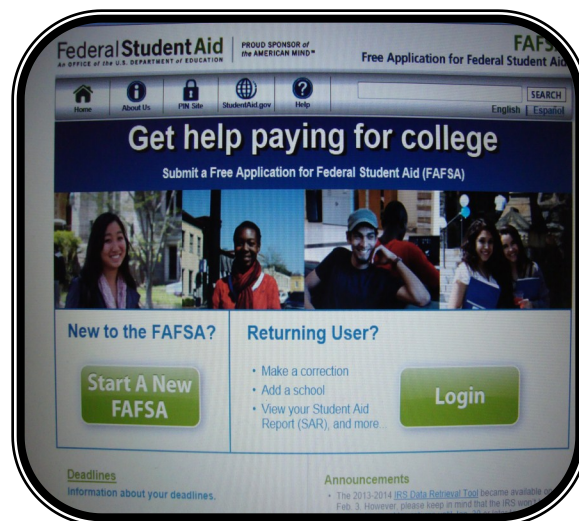 Federal Student Aid
An OFFICE of the U.S. DEPARTMENT of EDUCATION
PROUD SPONSOR of
the AMERICAN MIND℠
FAFS
Free Application for Federal Student Aid
Home
About Us
PIN Site
StudentAid.gov
Help
SEARCH
English | Español
Get help paying for college
Submit a Free Application for Federal Student Aid (FAFSA)
New to the FAFSA?
Start A New
FAFSA
Returning User?
• Make a correction
• Add a school
• View your Student Aid
Report (SAR), and more...
Login
Deadlines
Information about your deadlines.
Announcements
• The 2013-2014 IRS Data Retrieval Tool became available on
Feb. 3. However, please keep in mind that the IRS won't